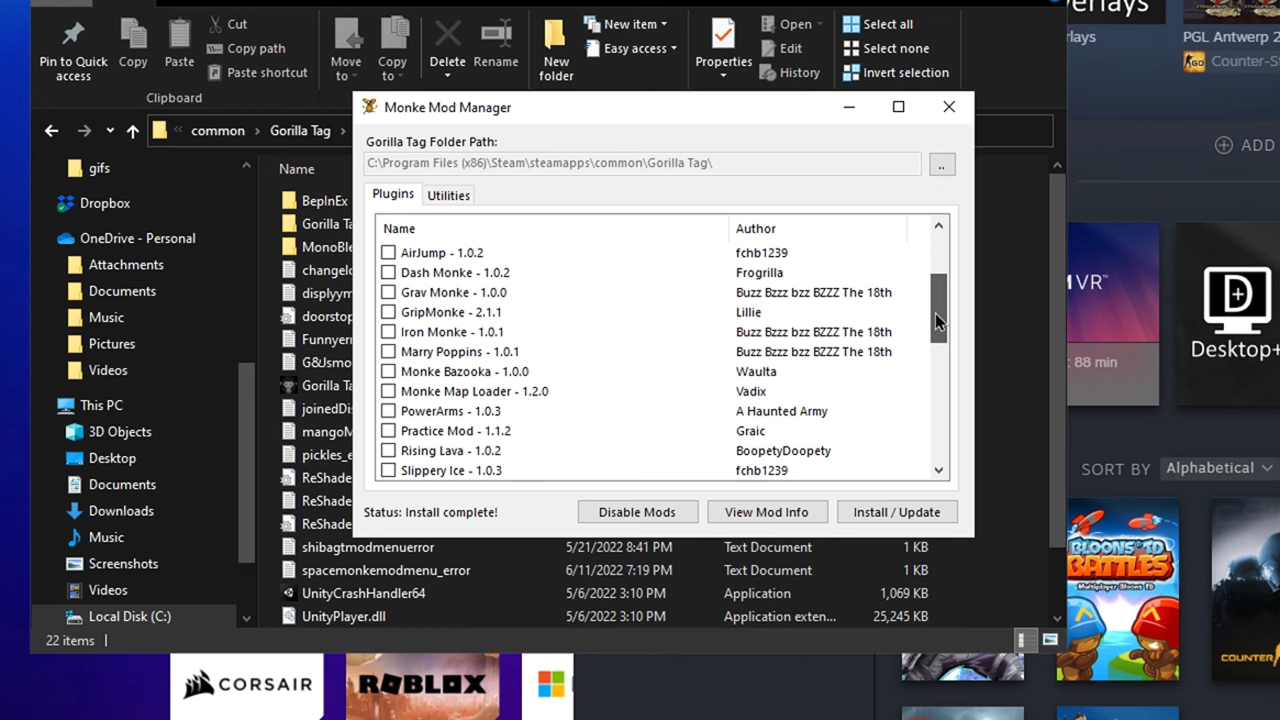 Cut
New item
Open
Select all
Copy path
Easy access
Edit
Select none
Pin to Quick access
Copy
Paste
Paste shortcut
Move to
Copy to
Delete
Rename
New folder
Properties
History
Invert selection
Clipboard
PGL Antwerp 2
Counter-S
common > Gorilla Tag >
Monke Mod Manager
Gorilla Tag Folder Path:
C:\Program Files (x86)\Steam\steamapps\common\Gorilla Tag\
..
ADD
Plugins
Utilities
gifs
Dropbox
OneDrive - Personal
Attachments
Documents
Music
Pictures
Videos
This PC
3D Objects
Desktop
Documents
Downloads
Music
Screenshots
Videos
Local Disk (C:)
22 items
Name
BepInEx
Gorilla Ta
MonoBle
changelo
displyym
doorstop
Funnyerr
G&Jsmo
Gorilla Ta
joinedDis
mangoM
pickles_e
ReShade
ReShade
ReShade
Name Author
AirJump - 1.0.2 fchb1239
Dash Monke - 1.0.2 Frogrilla
Grav Monke - 1.0.0 Buzz Bzzz bzz BZZZ The 18th
GripMonke - 2.1.1 Lillie
Iron Monke - 1.0.1 Buzz Bzzz bzz BZZZ The 18th
Marry Poppins - 1.0.1 Buzz Bzzz bzz BZZZ The 18th
Monke Bazooka - 1.0.0 Waulta
Monke Map Loader - 1.2.0 Vadix
PowerArms - 1.0.3 A Haunted Army
Practice Mod - 1.1.2 Graic
Rising Lava - 1.0.2 BoopetyDoopety
Slippery Ice - 1.0.3 fchb1239
Status: Install complete!
Disable Mods
View Mod Info
Install / Update
shibagtmodmenuerror 5/21/2022 8:41 PM Text Document 1 KB
spacemonkemodmenu_error 6/11/2022 7:19 PM Text Document 1 KB
UnityCrashHandler64 5/6/2022 3:10 PM Application 1,069 KB
UnityPlayer.dll 5/6/2022 3:10 PM Application exten... 25,245 KB
VR™
88 min
D+
Desktop+
SORT BY Alphabetical
BLOONS TD
BATTLES
Multiplayer Bloons TD
COUNTER
CORSAIR
ROBLOX